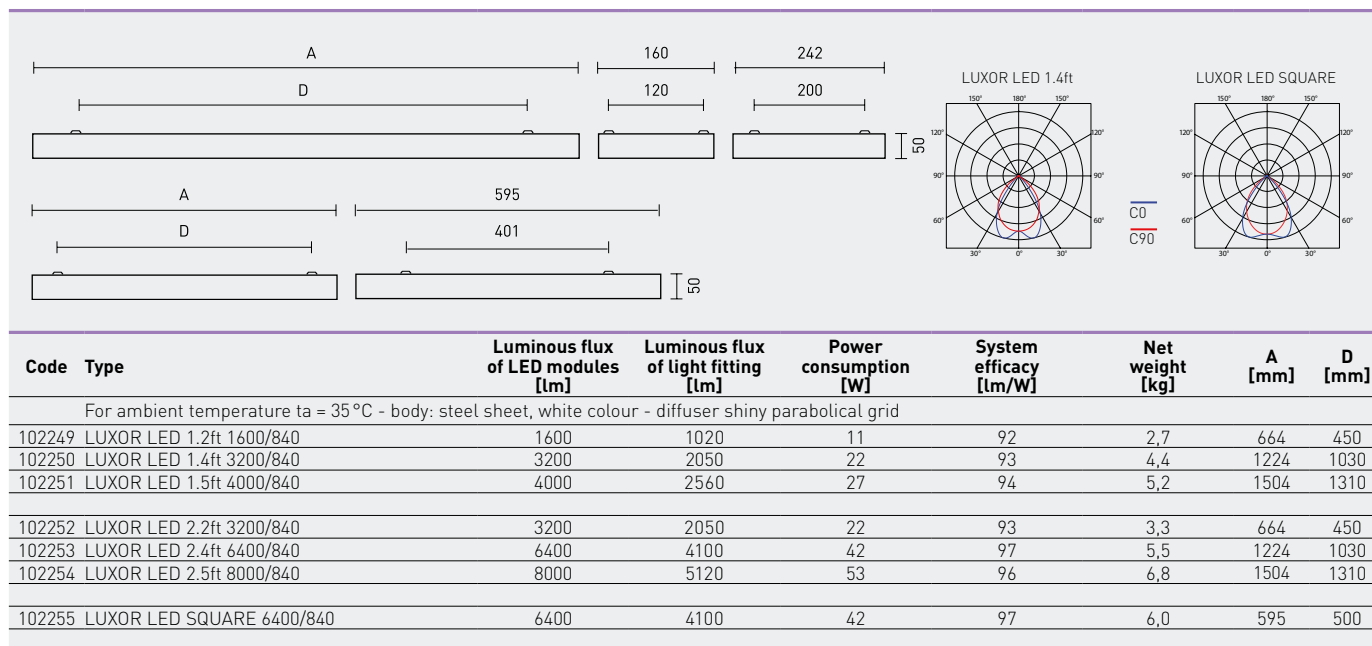 A 160 242
D 120 200
50
A 595
D 401
50
LUXOR LED 1.4ft
150° 180° 150°
120° 120°
90° 90°
60° 60°
30° 0° 30°
C0
C90
LUXOR LED SQUARE
150° 180° 150°
120° 120°
90° 90°
60° 60°
30° 0° 30°
Code Type Luminous flux of LED modules [lm] Luminous flux of light fitting [lm] Power consumption [W] System efficacy [lm/W] Net weight [kg] A [mm] D [mm]
For ambient temperature ta = 35°C - body: steel sheet, white colour - diffuser shiny parabolical grid
102249 LUXOR LED 1.2ft 1600/840 1600 1020 11 92 2,7 664 450
102250 LUXOR LED 1.4ft 3200/840 3200 2050 22 93 4,4 1224 1030
102251 LUXOR LED 1.5ft 4000/840 4000 2560 27 94 5,2 1504 1310
102252 LUXOR LED 2.2ft 3200/840 3200 2050 22 93 3,3 664 450
102253 LUXOR LED 2.4ft 6400/840 6400 4100 42 97 5,5 1224 1030
102254 LUXOR LED 2.5ft 8000/840 8000 5120 53 96 6,8 1504 1310
102255 LUXOR LED SQUARE 6400/840 6400 4100 42 97 6,0 595 500